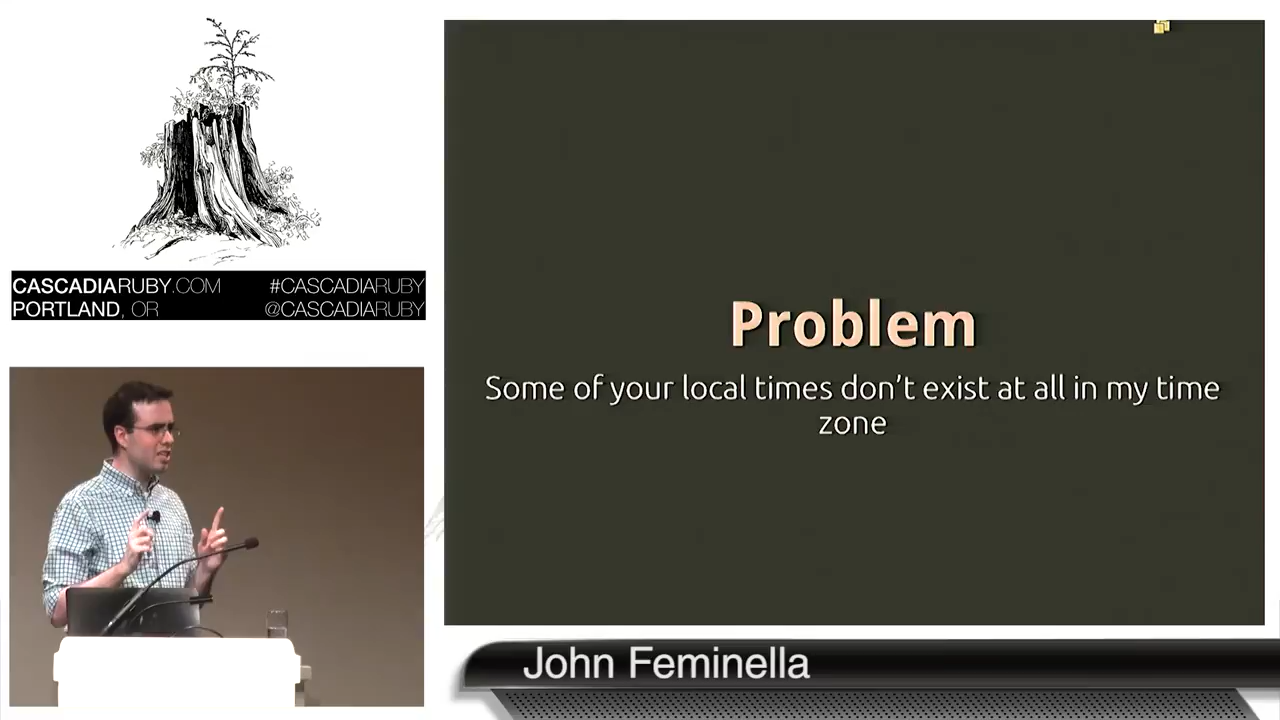 CASCADIARUBY.COM #CASCADIARUBY
PORTLAND, OR @CASCADIARUBY
Problem
Some of your local times don't exist at all in my time
zone
John Feminella